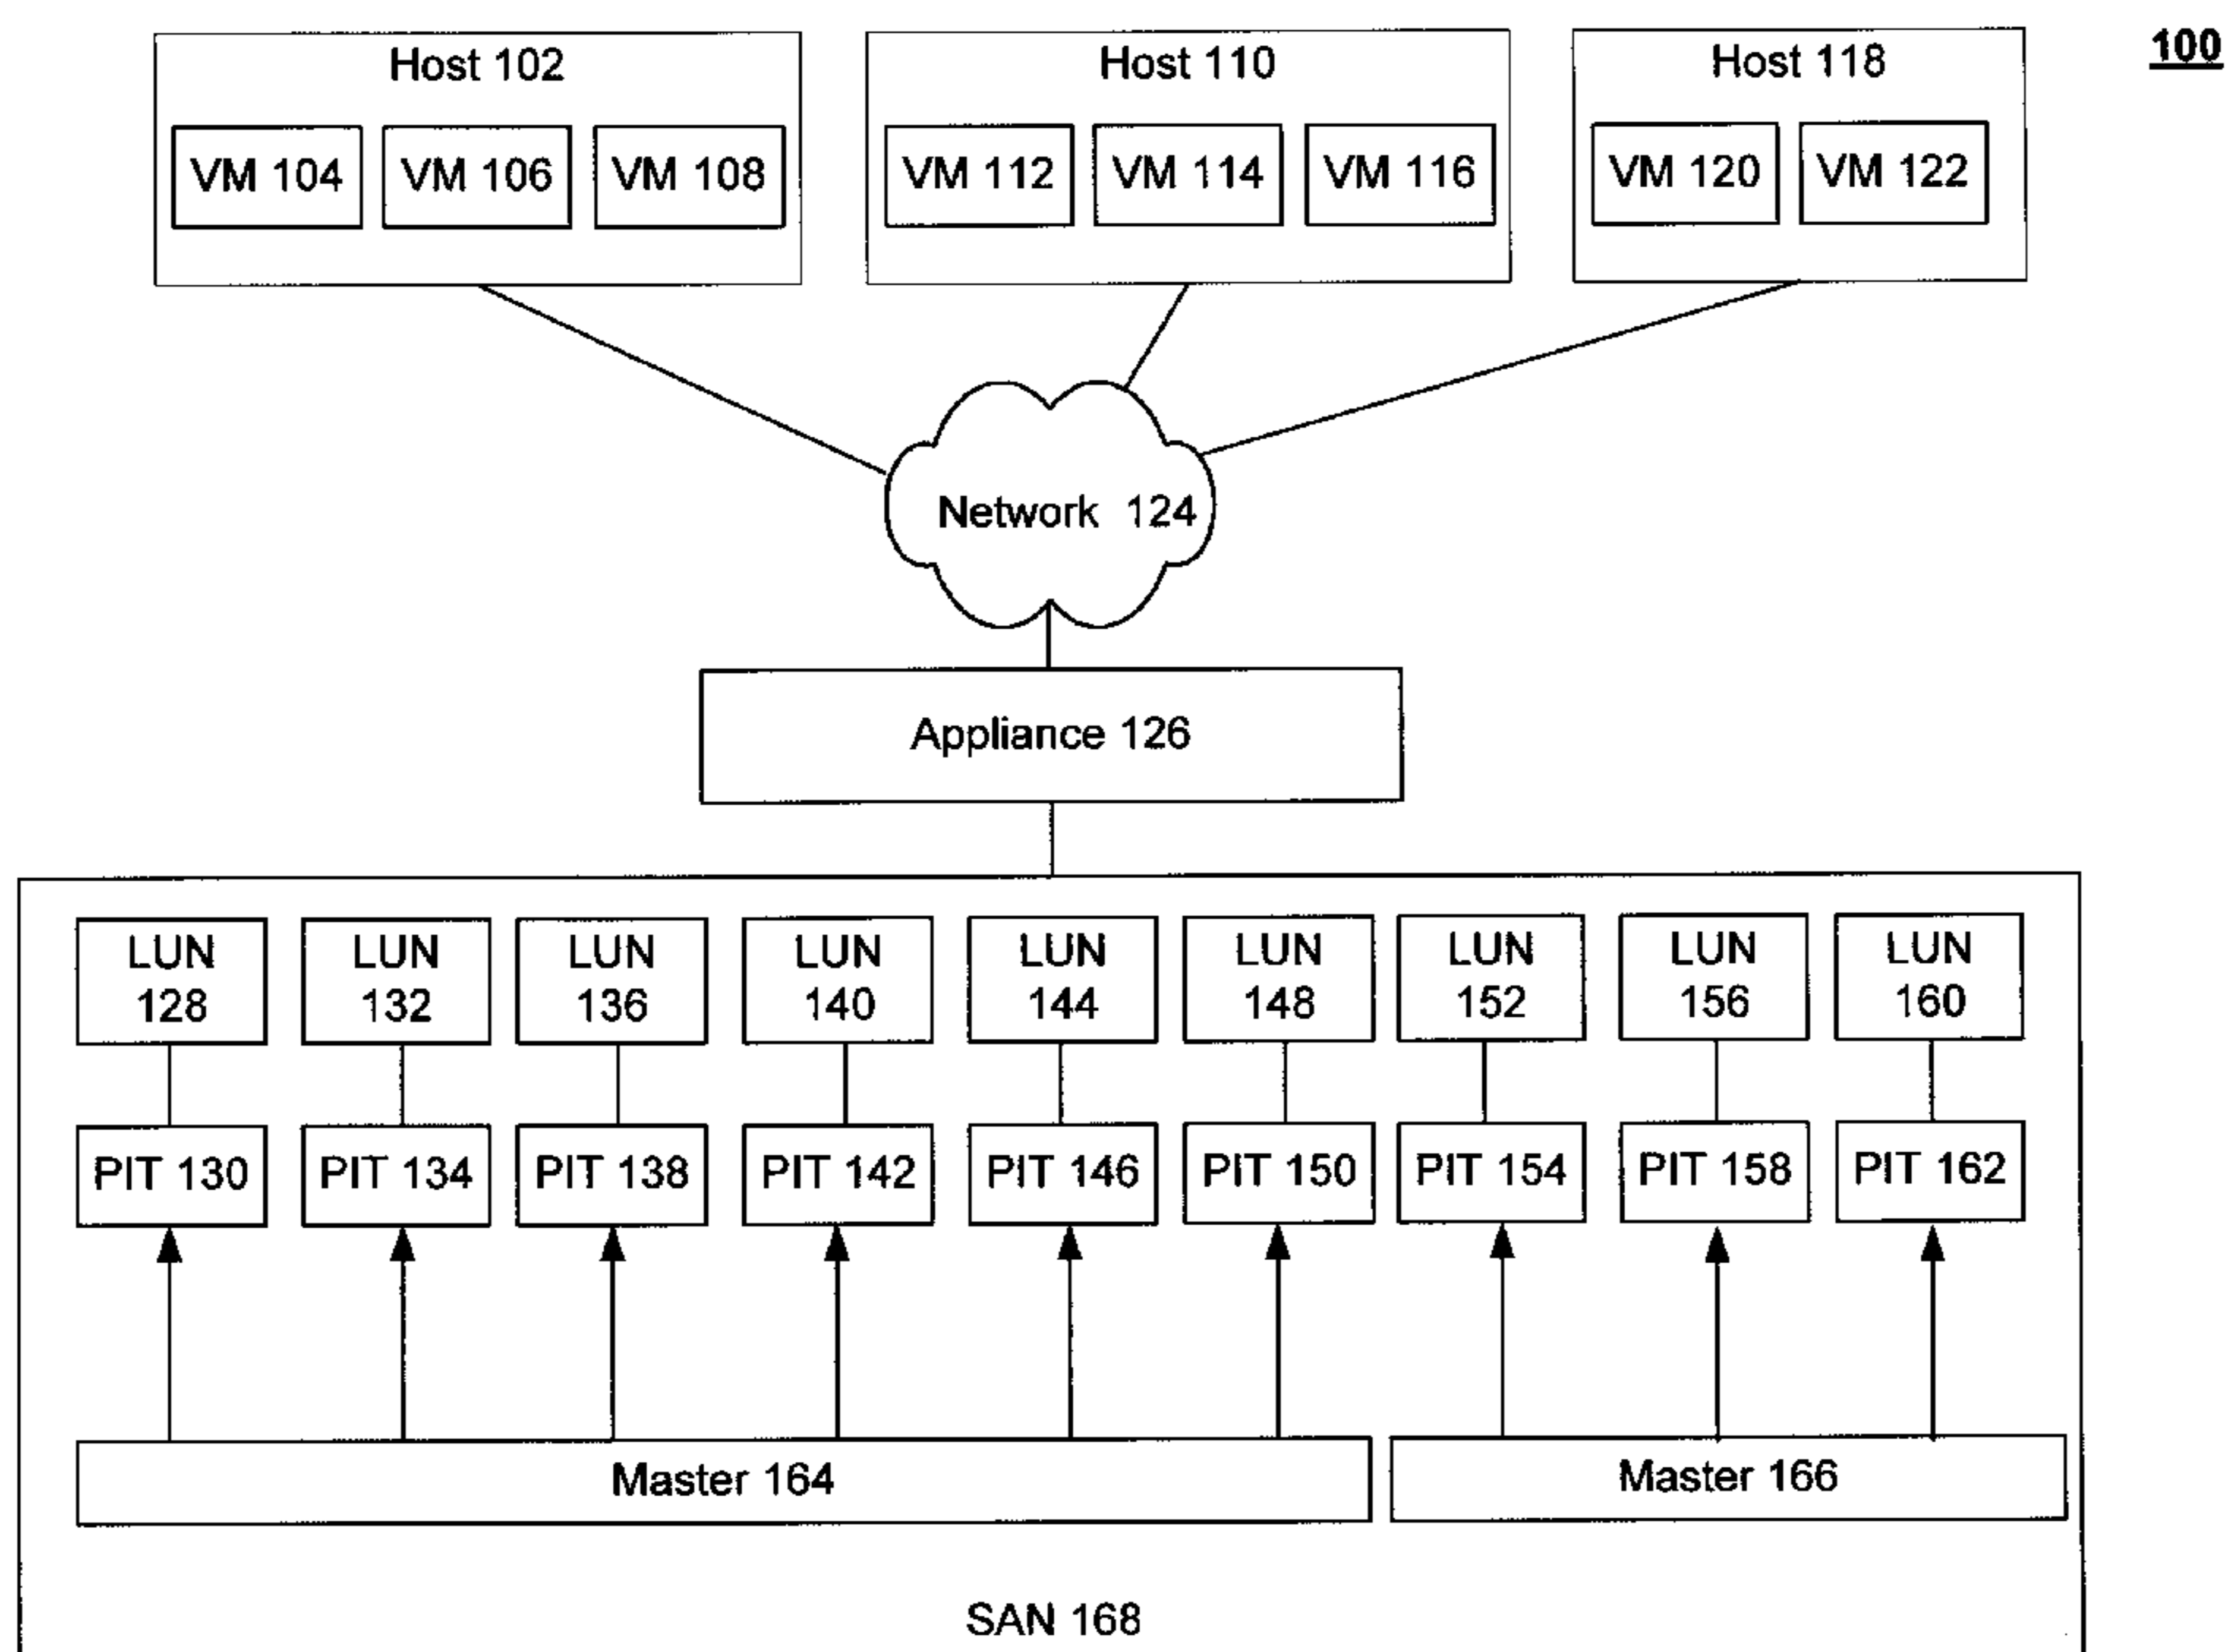 100
Host 102
Host 110
Host 118
VM 104
VM 106
VM 108
VM 112
VM 114
VM 116
VM 120
VM 122
Network 124
Appliance 126
LUN
128
LUN
132
LUN
136
LUN
140
LUN
144
LUN
148
LUN
152
LUN
156
LUN
160
PIT 130
PIT 134
PIT 138
PIT 142
PIT 146
PIT 150
PIT 154
PIT 158
PIT 162
Master 164
Master 166
SAN 168